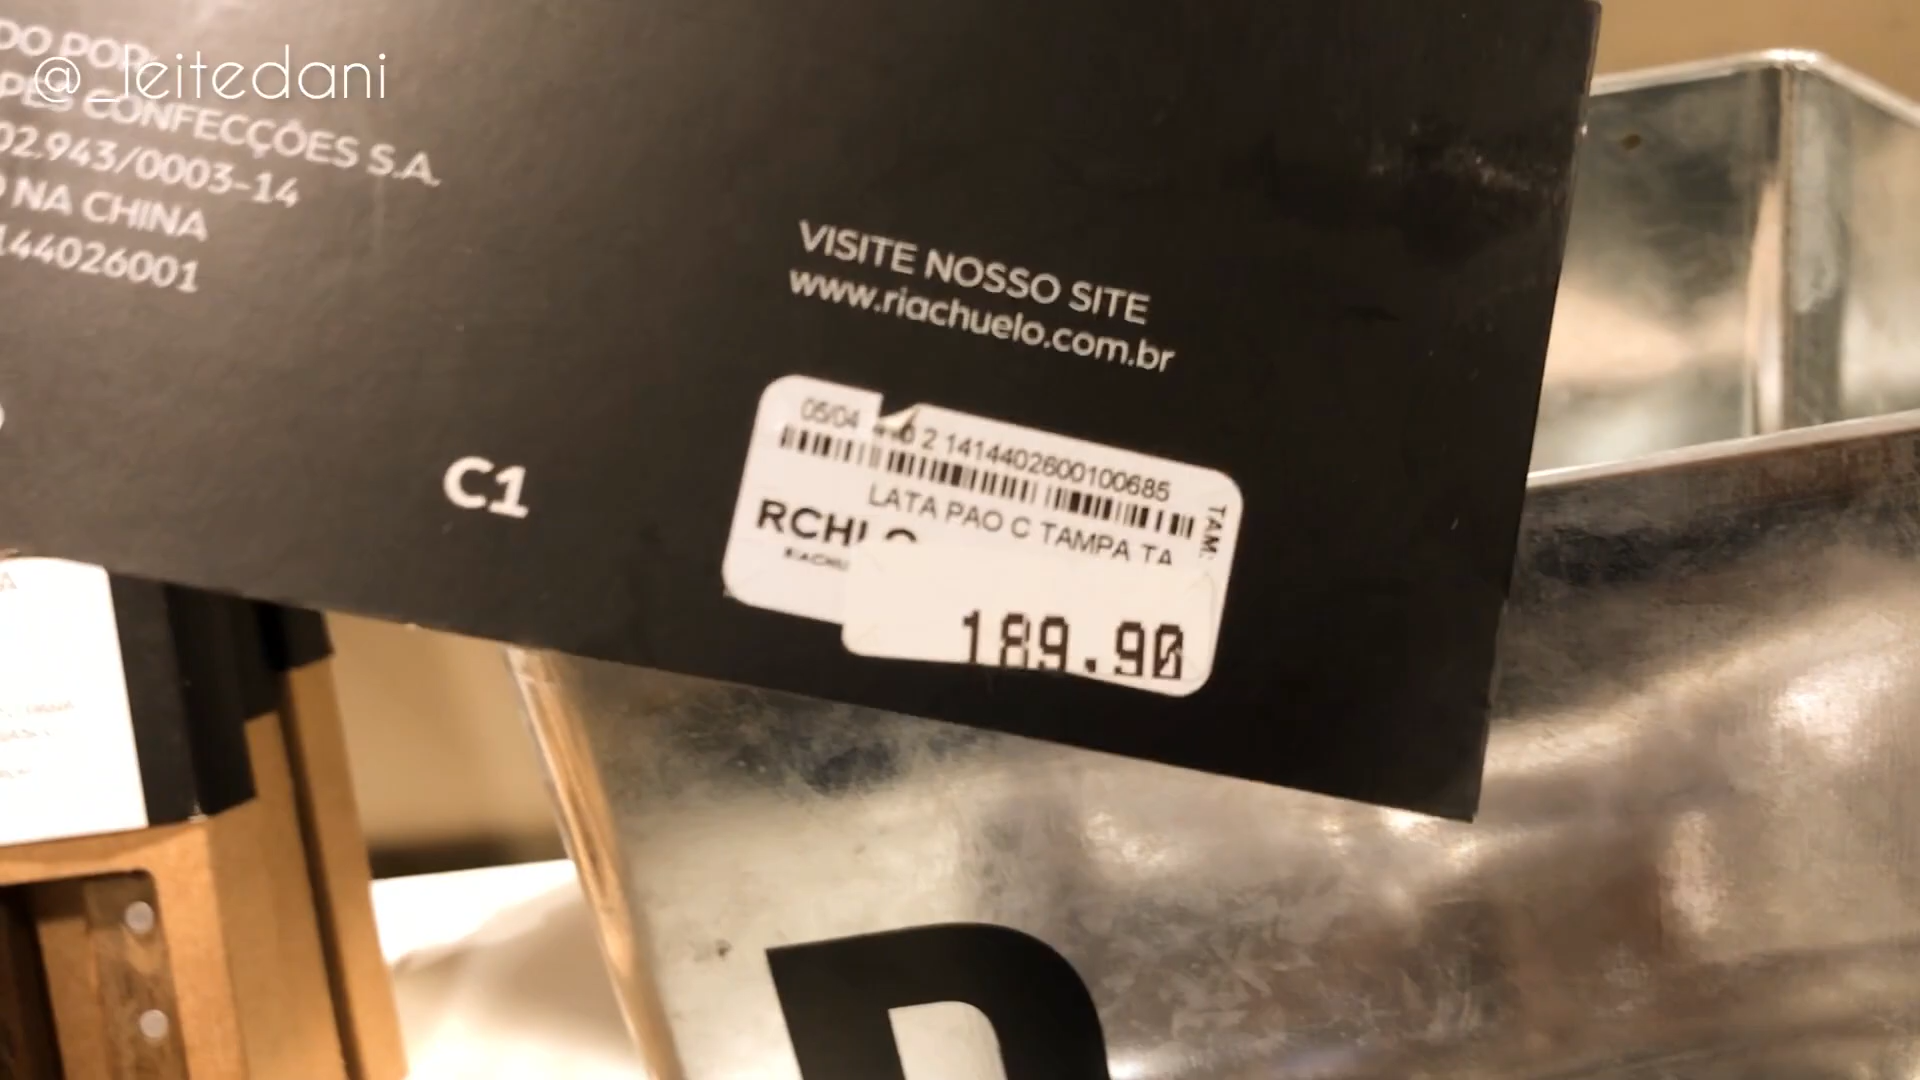 @_leitedani
CONFECÇÕES S.A.
02.943/0003-14
NA CHINA
144026001
VISITE NOSSO SITE
www.riachuelo.com.br
C1
05/04 2 1414402600100685
LATA PAO C TAMPA TA
TAM:
RCHLO
189.90